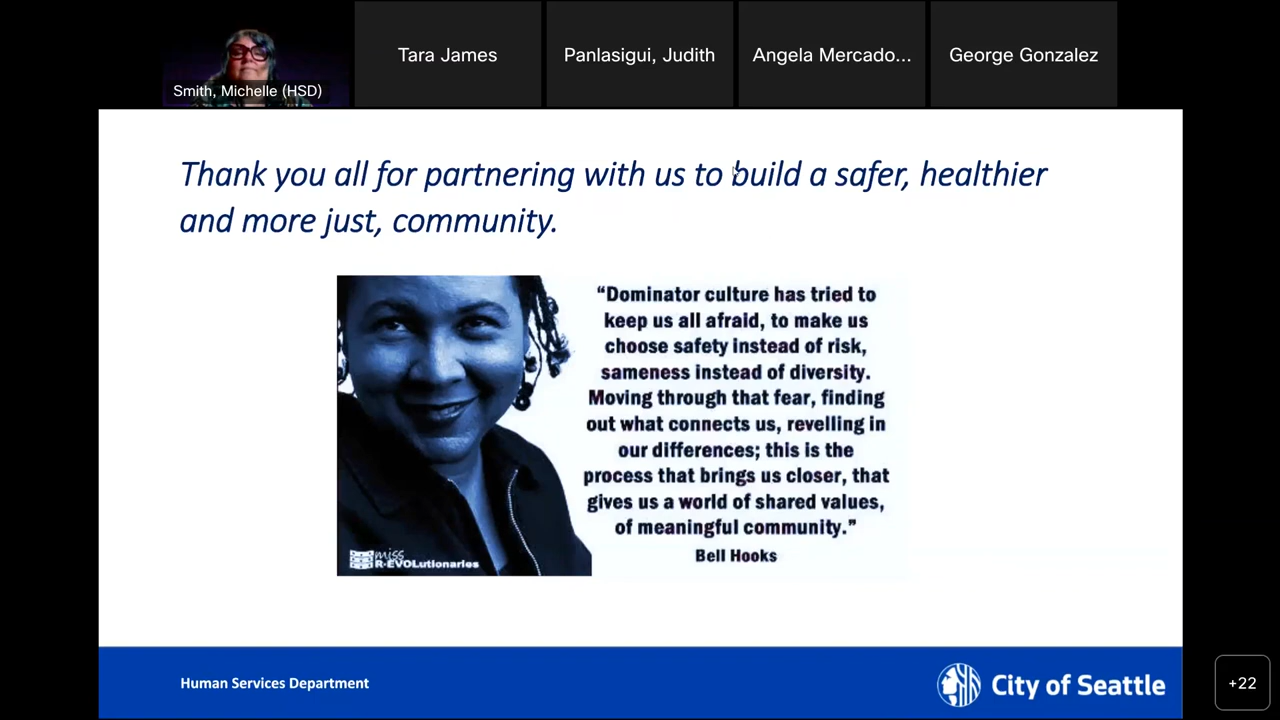 Smith, Michelle (HSD)
Tara James
Panlasigui, Judith
Angela Mercado...
George Gonzalez
Thank you all for partnering with us to build a safer, healthier
and more just, community.
“Dominator culture has tried to
keep us all afraid, to make us
choose safety instead of risk,
sameness instead of diversity.
Moving through that fear, finding
out what connects us, revelling in
our differences; this is the
process that brings us closer, that
gives us a world of shared values,
of meaningful community.”
Bell Hooks
miss
R-EVOLutionaries
Human Services Department
City of Seattle
+22